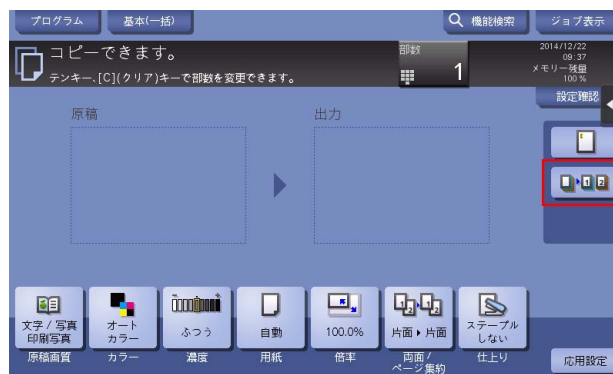 プログラム
基本(一括)
機能検索
ジョブ表示
コピーできます。
テンキー、[C](クリア)キーで部数を変更できます。
部数
1
2014/12/22
09:37
メモリー残量
100 %
設定確認
原稿
出力
1 2
文字 / 写真
印刷写真
原稿画質
オート
カラー
カラー
ふつう
濃度
自動
用紙
100.0%
倍率
1 2 1 2
片面 ▶ 片面
両面 /
ページ集約
ステープル
しない
仕上り
応用設定